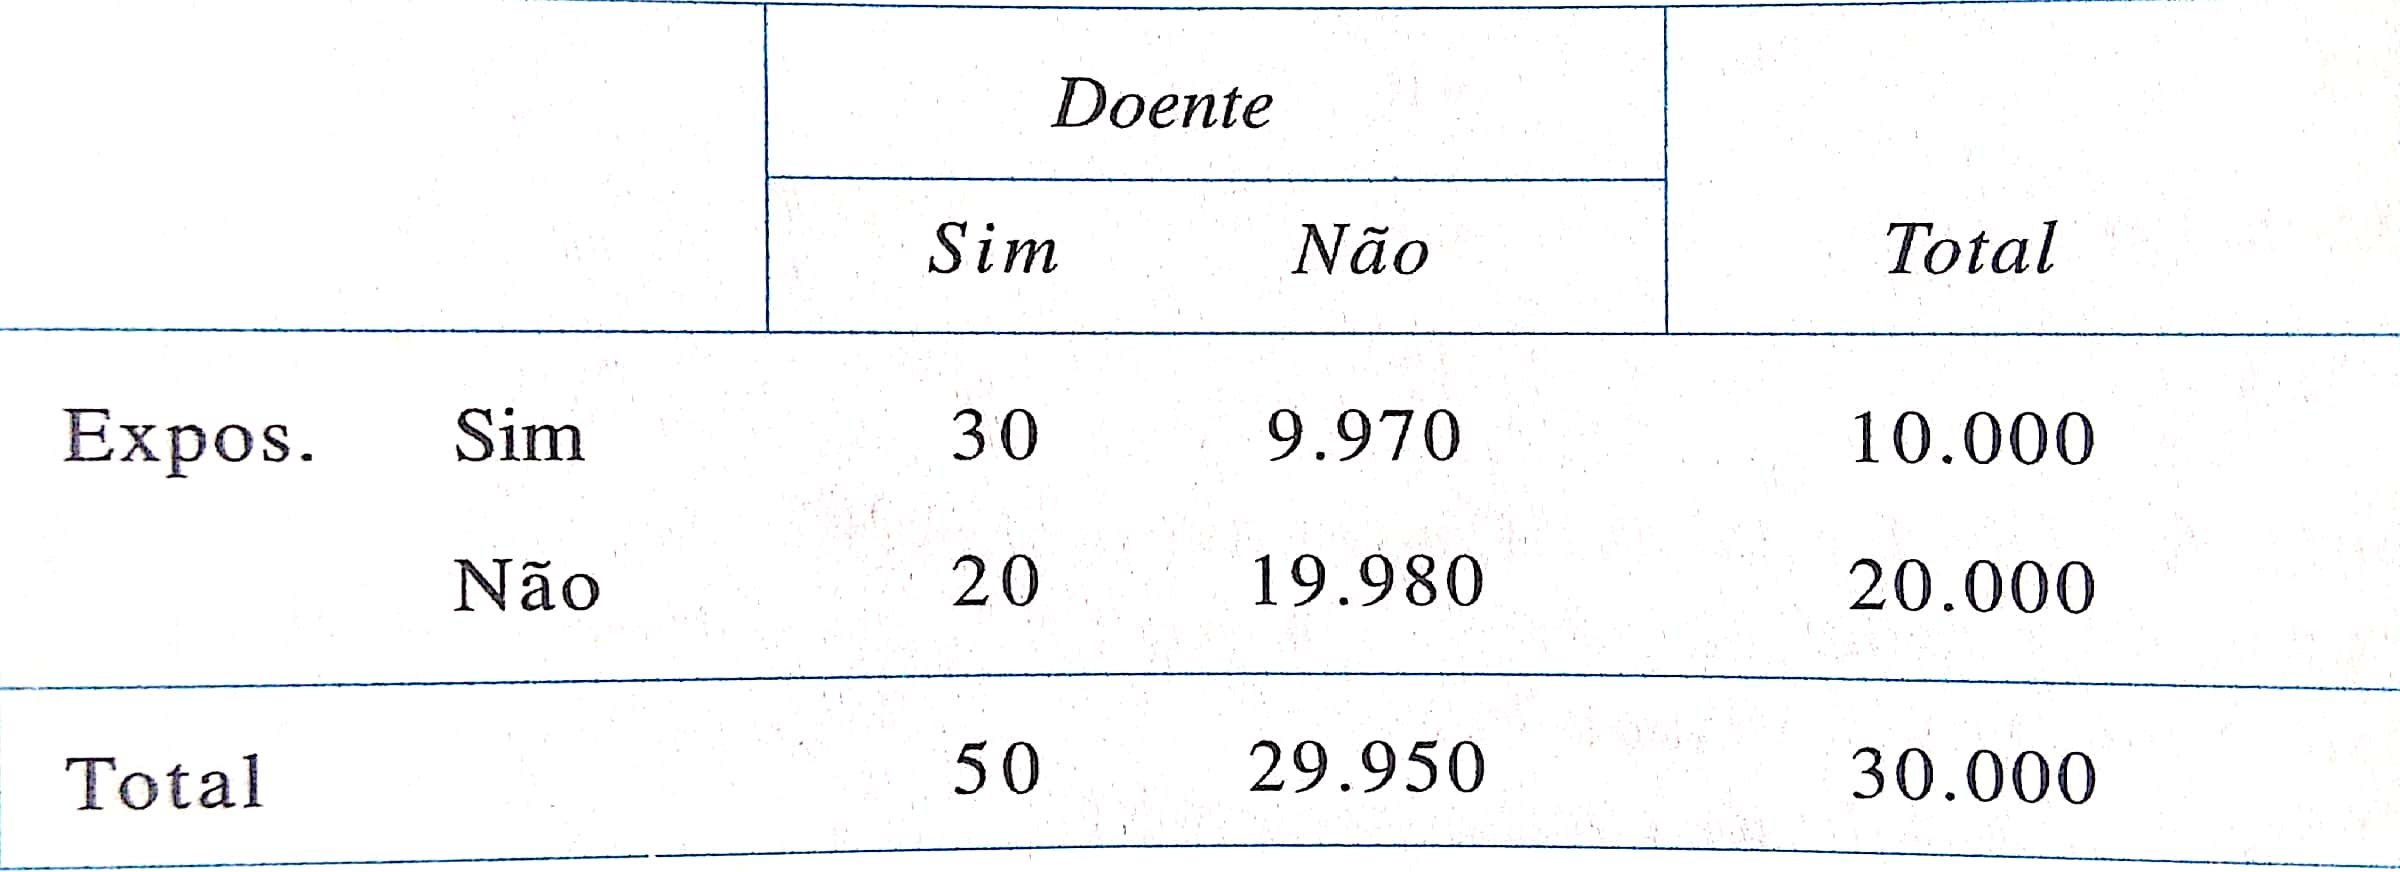 Doente
Sim Não Total
Expos. Sim 30 9.970 10.000
Não 20 19.980 20.000
Total 50 29.950 30.000